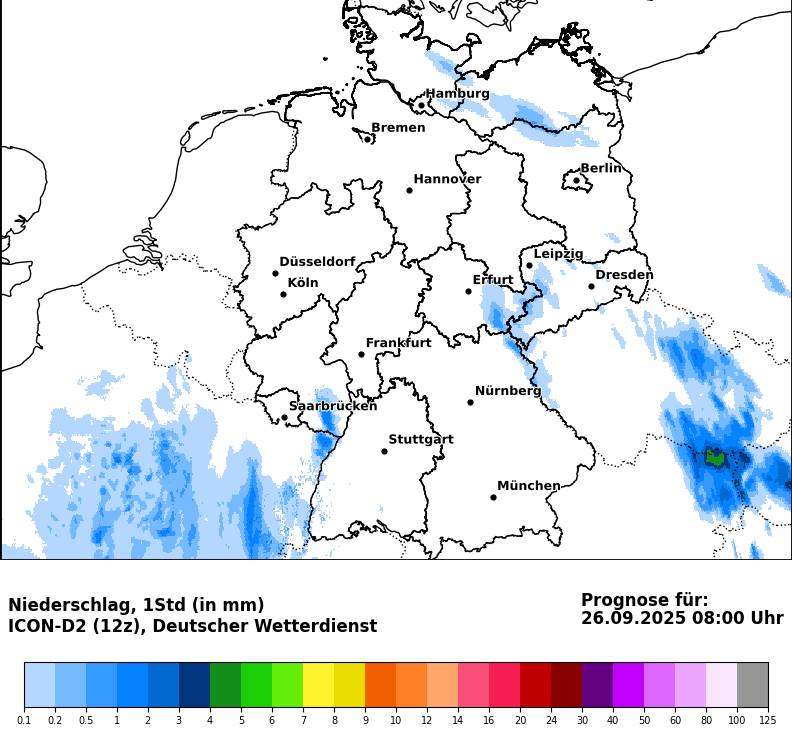 Hamburg
Bremen
Berlin
Hannover
Leipzig
Düsseldorf
Dresden
Köln
Erfurt
Frankfurt
Nürnberg
Saarbrücken
Stuttgart
München
Niederschlag, 1Std (in mm)
ICON-D2 (12z), Deutscher Wetterdienst
Prognose für:
26.09.2025 08:00 Uhr
0.1 0.2 0.5 1 2 3 4 5 6 7 8 9 10 12 14 16 20 24 30 40 50 60 80 100 125